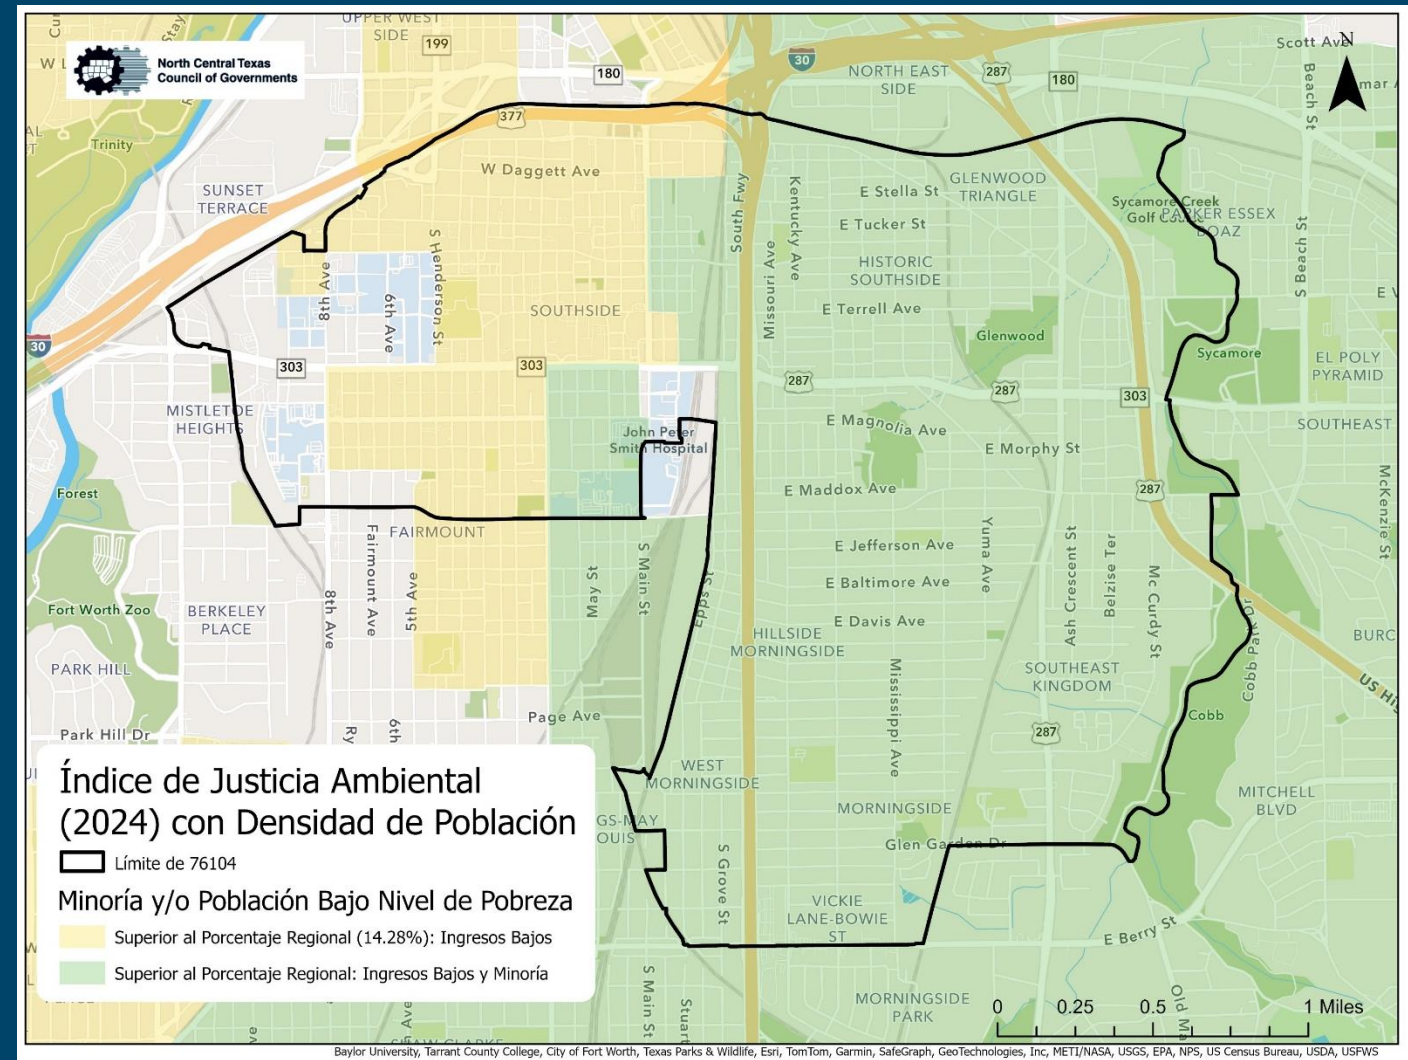 UPPER WEST
SIDE
199
180
North Central Texas
Council of Governments
30
NORTH EAST
SIDE
287
180
Scott Ave
N
Beach St
Trinity
377
W Daggett Ave
SUNSET
TERRACE
S Henderson St
South Fwy
Kentucky Ave
Missouri Ave
E Stella St
GLENWOOD
TRIANGLE
E Tucker St
Sycamore Creek
Golf Course
PARKER ESSEX
BOAZ
HISTORIC
SOUTHSIDE
S Beach St
8th Ave
6th Ave
SOUTHSIDE
E Terrell Ave
Glenwood
Sycamore
EL POLY
PYRAMID
30
303
303
287
287
303
MISTLETOE
HEIGHTS
John Peter
Smith Hospital
E Magnolia Ave
E Morphy St
SOUTHEAST
McKenzie St
Forest
E Maddox Ave
287
FAIRMOUNT
Fairmount Ave
5th Ave
8th Ave
May St
S Main St
Epps St
E Jefferson Ave
E Baltimore Ave
E Davis Ave
Yuma Ave
Ash Crescent St
Belzise Ter
Mc Curdy St
Cobb Park Dr
Fort Worth Zoo
BERKELEY
PLACE
HILLSIDE
MORNINGSIDE
Mississippi Ave
SOUTHEAST
KINGDOM
PARK HILL
Park Hill Dr
6th
Page Ave
287
Cobb
WEST
MORNINGSIDE
MORNINGSIDE
MITCHELL
BLVD
Glen Garden Dr
S Grove St
VICKIE
LANE-BOWIE
ST
E Berry St
S Main St
MORNINGSIDE
PARK
Índice de Justicia Ambiental
(2024) con Densidad de Población
Límite de 76104
Minoría y/o Población Bajo Nivel de Pobreza
Superior al Porcentaje Regional (14.28%): Ingresos Bajos
Superior al Porcentaje Regional: Ingresos Bajos y Minoría
0 0.25 0.5 1 Miles
Baylor University, Tarrant County College, City of Fort Worth, Texas Parks & Wildlife, Esri, TomTom, Garmin, SafeGraph, GeoTechnologies, Inc, METI/NASA, USGS, EPA, NPS, US Census Bureau, USDA, USFWS